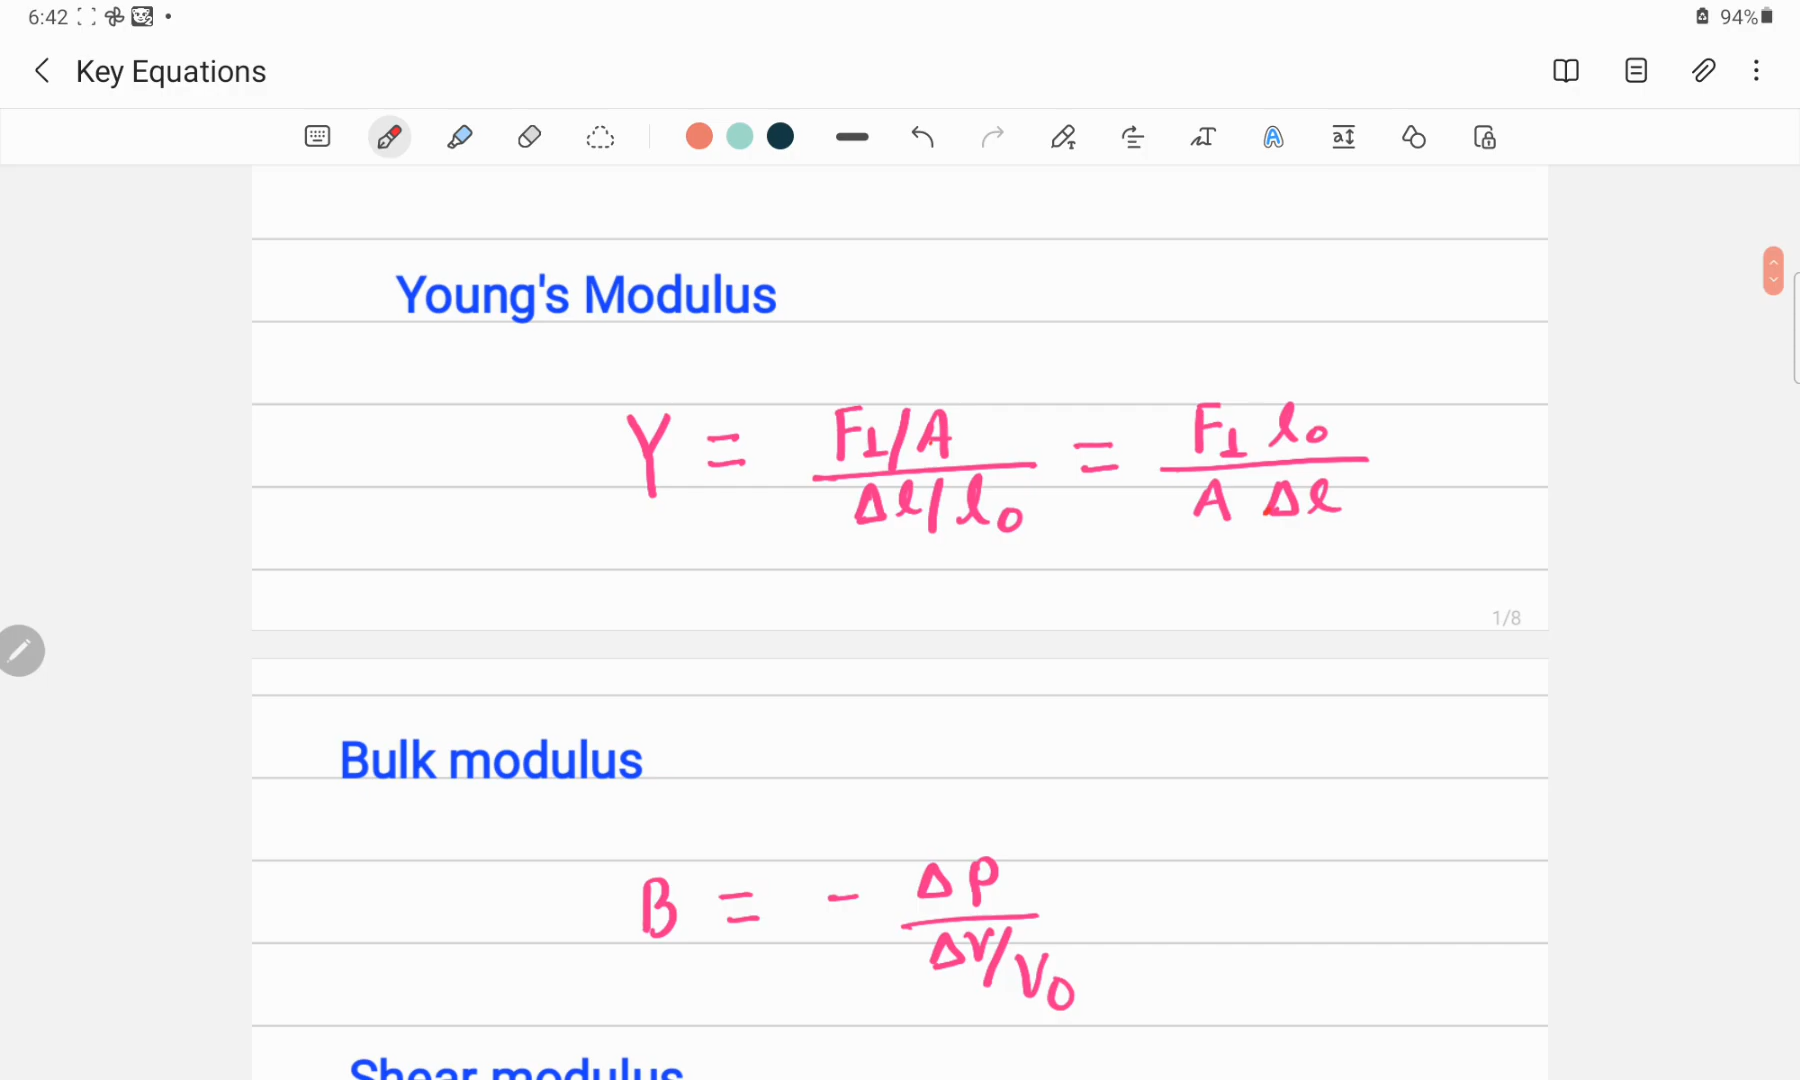 6:42 94%
Key Equations
Young's Modulus
Y = F⊥/A / Δl/l₀ = F⊥ l₀ / A Δl
1/8
Bulk modulus
B = - ΔP / ΔV/V₀
Shear modulus